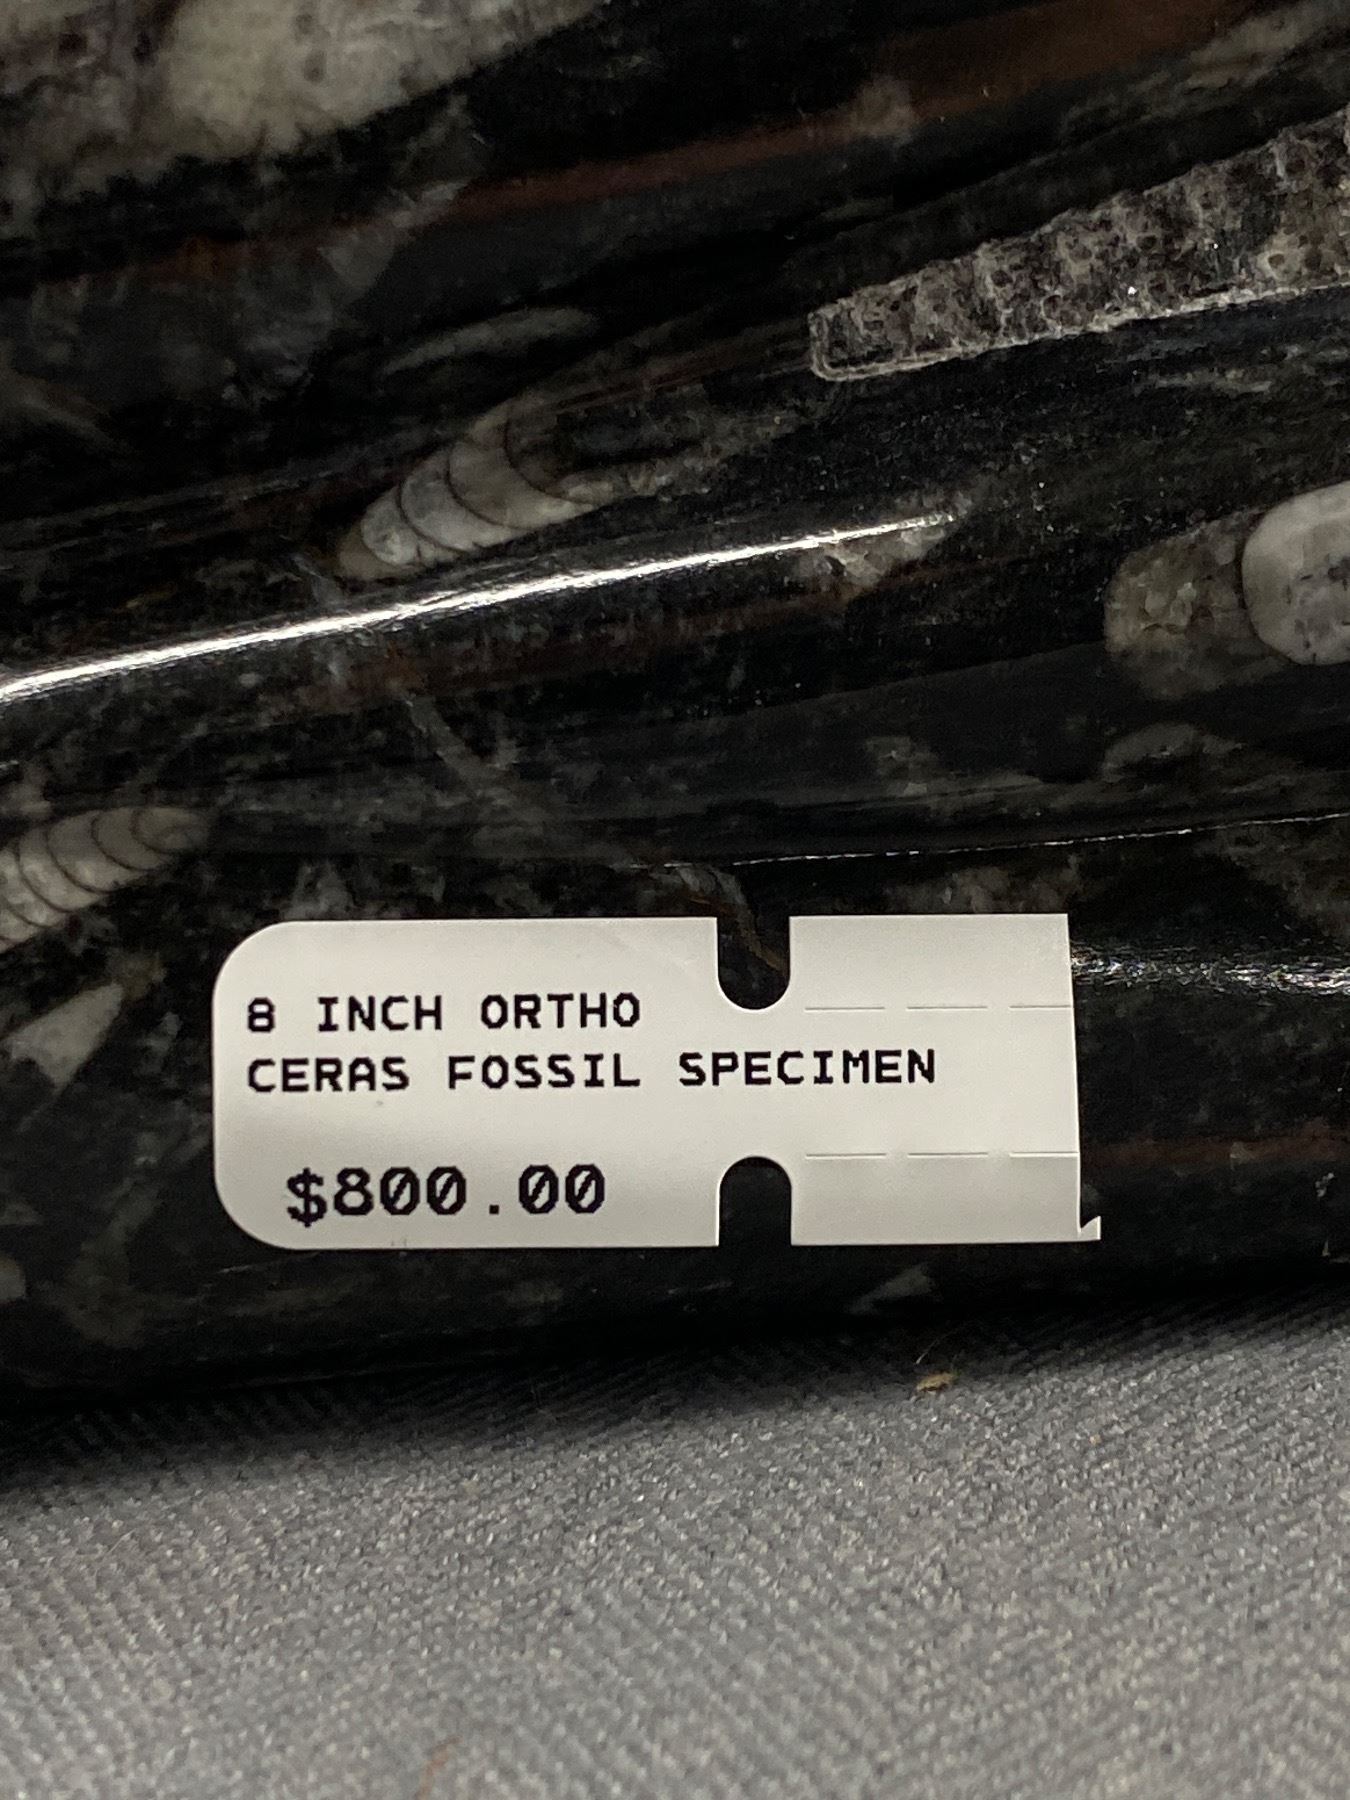 8 INCH ORTHO
CERAS FOSSIL SPECIMEN
$800.00